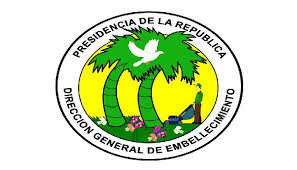 PRESIDENCIA DE LA REPUBLICA
DIRECCION GENERAL DE EMBELLECIMIENTO